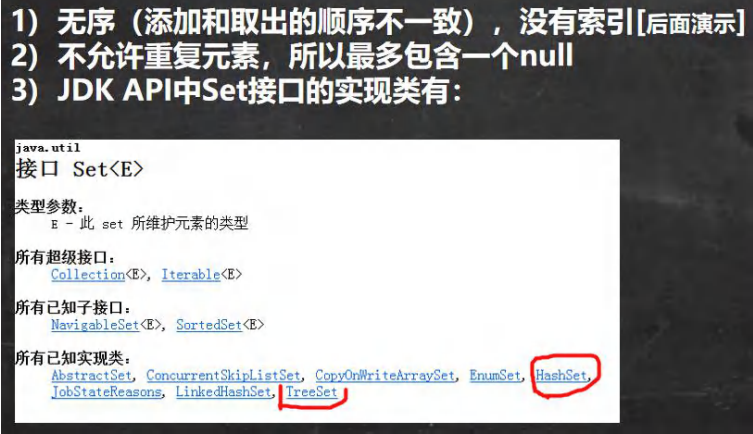 1) 无序（添加和取出的顺序不一致），没有索引[后面演示]
2) 不允许重复元素，所以最多包含一个null
3) JDK API中Set接口的实现类有：
java.util
接口 Set<E>
类型参数：
E - 此 set 所维护元素的类型
所有超级接口：
Collection<E>, Iterable<E>
所有已知子接口：
NavigableSet<E>, SortedSet<E>
所有已知实现类：
AbstractSet, ConcurrentSkipListSet, CopyOnWriteArraySet, EnumSet, HashSet,
JobStateReasons, LinkedHashSet, TreeSet